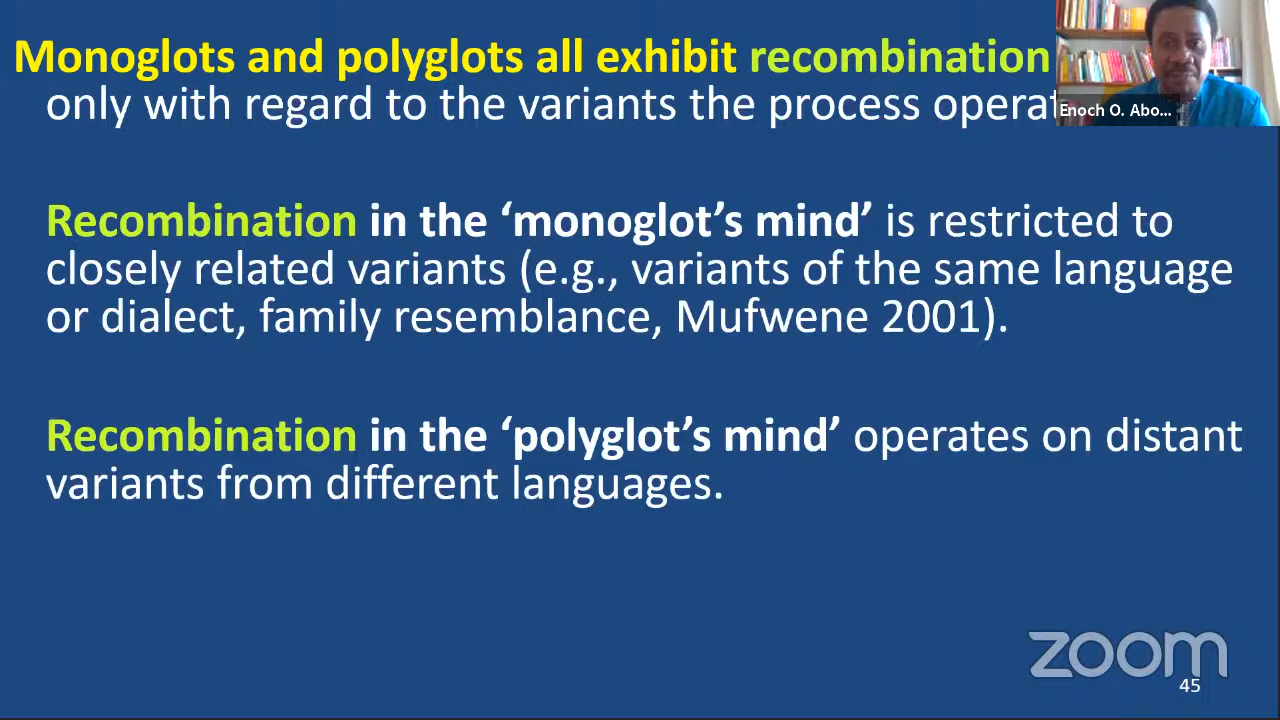 Monoglots and polyglots all exhibit recombination
only with regard to the variants the process
Enoch O. Abo...
Recombination in the ‘monoglot’s mind’ is restricted to
closely related variants (e.g., variants of the same language
or dialect, family resemblance, Mufwene 2001).
Recombination in the ‘polyglot’s mind’ operates on distant
variants from different languages.
zoom
45